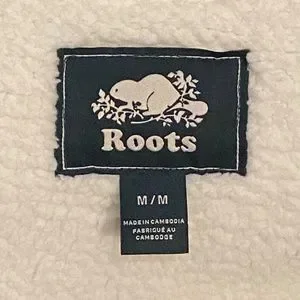 Roots
M/M
MADE IN CAMBODIA
FABRIQUÉ AU
CAMBODGE